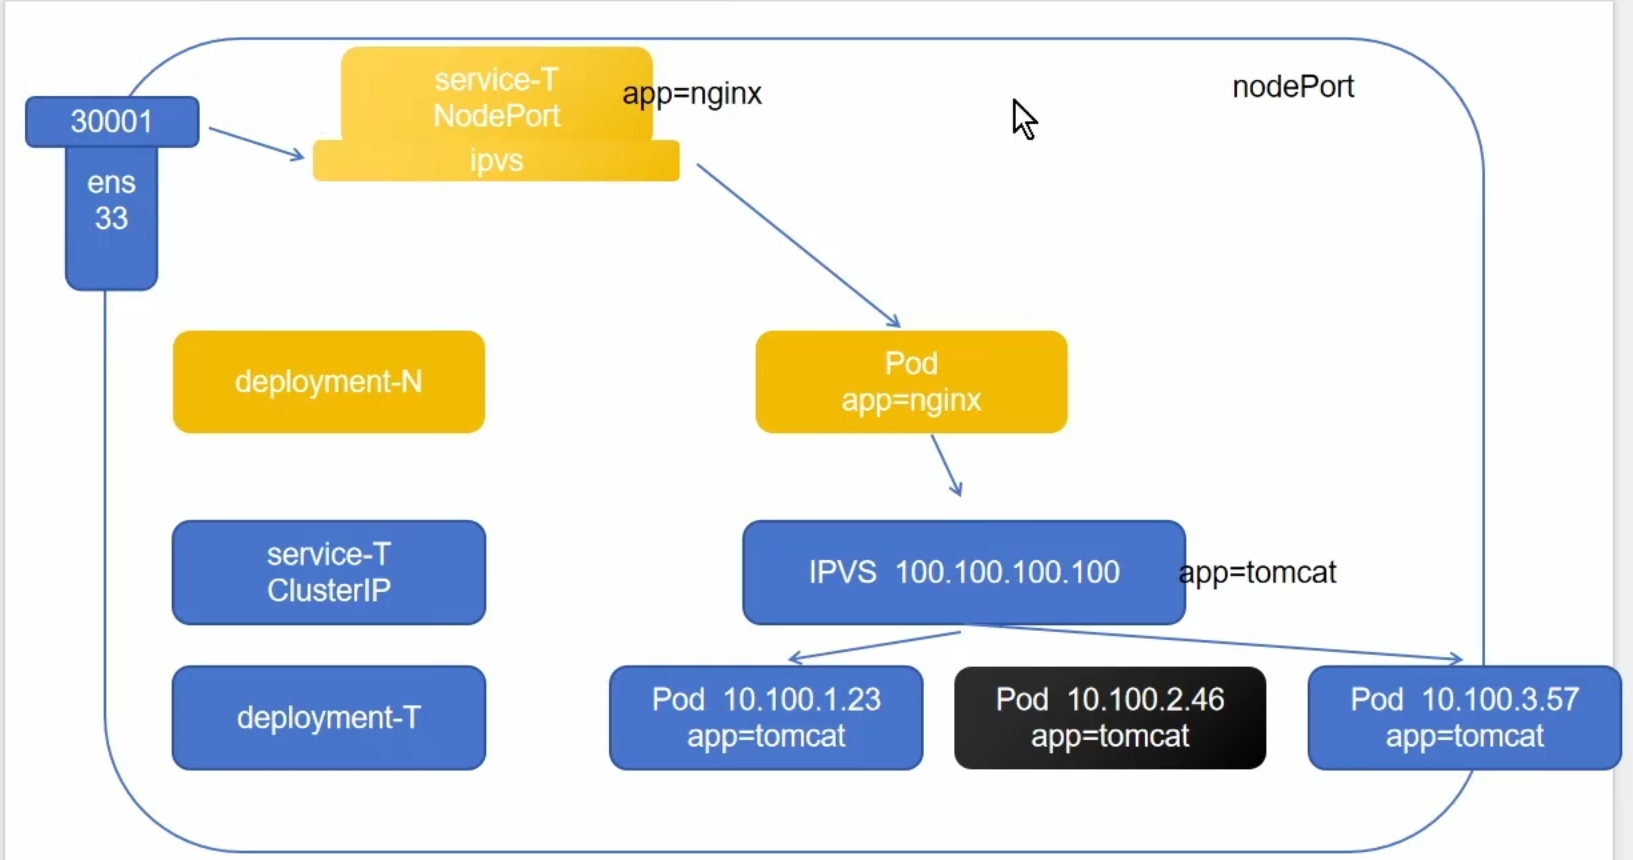 service-T
NodePort
app=nginx
nodePort
30001
ipvs
ens
33
deployment-N
Pod
app=nginx
service-T
ClusterIP
IPVS  100.100.100.100
app=tomcat
deployment-T
Pod  10.100.1.23
app=tomcat
Pod  10.100.2.46
app=tomcat
Pod  10.100.3.57
app=tomcat